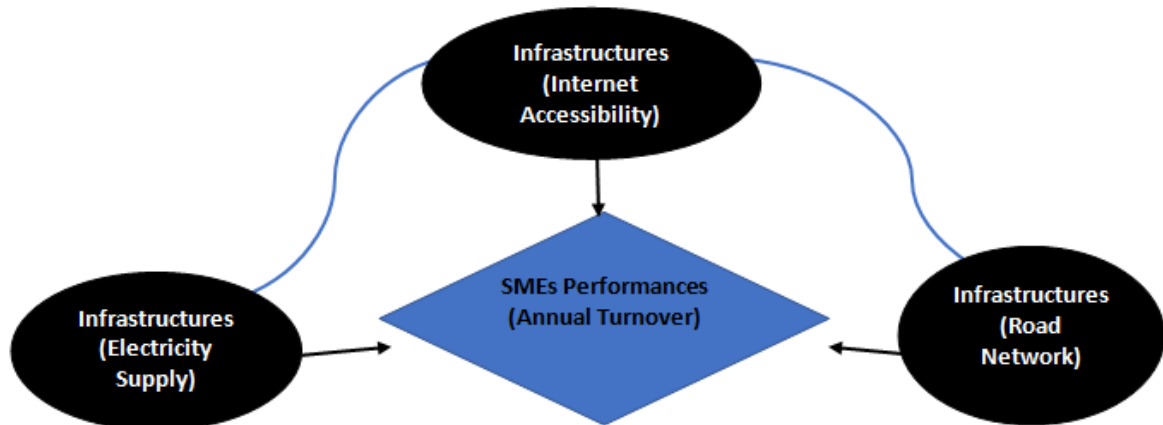 Infrastructures
(Internet
Accessibility)
SMEs Performances
(Annual Turnover)
Infrastructures
(Electricity
Supply)
Infrastructures
(Road
Network)